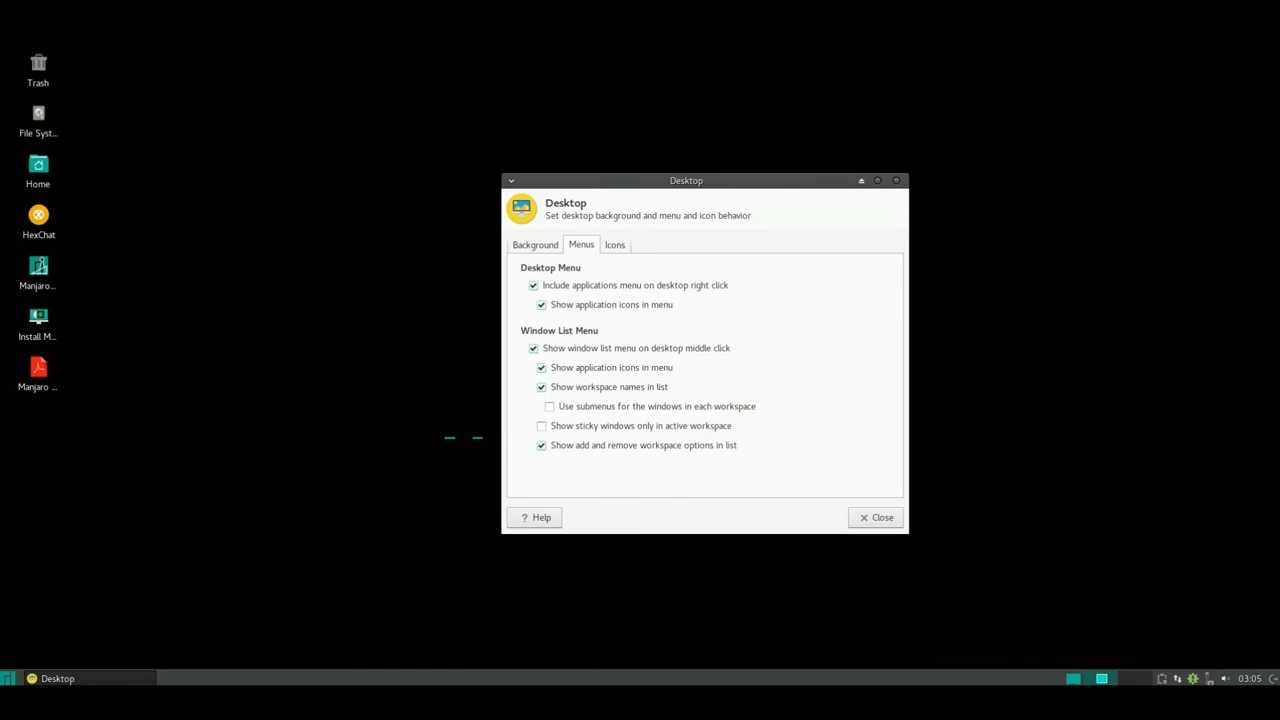 Trash
File Syst...
Home
HexChat
Manjaro...
Install M...
Manjaro ...
Desktop
Desktop
Set desktop background and menu and icon behavior
Background Menus Icons
Desktop Menu
Include applications menu on desktop right click
Show application icons in menu
Window List Menu
Show window list menu on desktop middle click
Show application icons in menu
Show workspace names in list
Use submenus for the windows in each workspace
Show sticky windows only in active workspace
Show add and remove workspace options in list
? Help
Close
Desktop
03:05